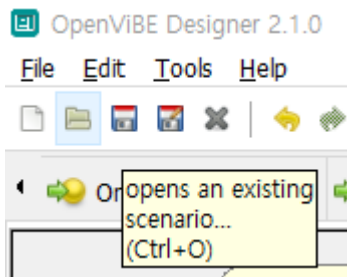 OpenViBE Designer 2.1.0
File Edit Tools Help
opens an existing
scenario...
(Ctrl+O)